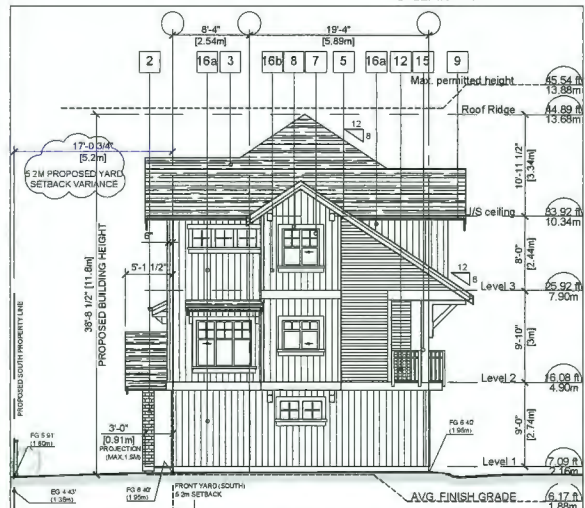 8'-4"
[2.54m]
19'-4"
[5.89m]
2
16a
3
16b
8
7
5
16a
12
15
9
Max. permitted height
45.54 ft
13.88m
Roof Ridge
44.89 ft
13.68m
12
8
17'-0 3/4"
[5.2m]
5.2M PROPOSED YARD
SETBACK VARIANCE
10'-11 1/2"
[3.34m]
U/S ceiling
33.92 ft
10.34m
6"
8'-0"
[2.44m]
5'-1 1/2"
12
8
Level 3
25.92 ft
7.90m
38'-8 1/2" [11.8m]
PROPOSED BUILDING HEIGHT
PROPOSED SOUTH PROPERTY LINE
9'-10"
[3m]
Level 2
16.08 ft
4.90m
3'-0"
[0.91m]
PROJECTION
(MAX.1.5M)
9'-0"
[2.74m]
FG 5.91'
(1.80m)
FG 6.40'
(1.95m)
Level 1
7.09 ft
2.16m
EG 4.43'
(1.35m)
FG 6.40'
(1.95m)
FRONT YARD (SOUTH)
5.2m SETBACK
AVG. FINISH GRADE
6.17 ft
1.88m